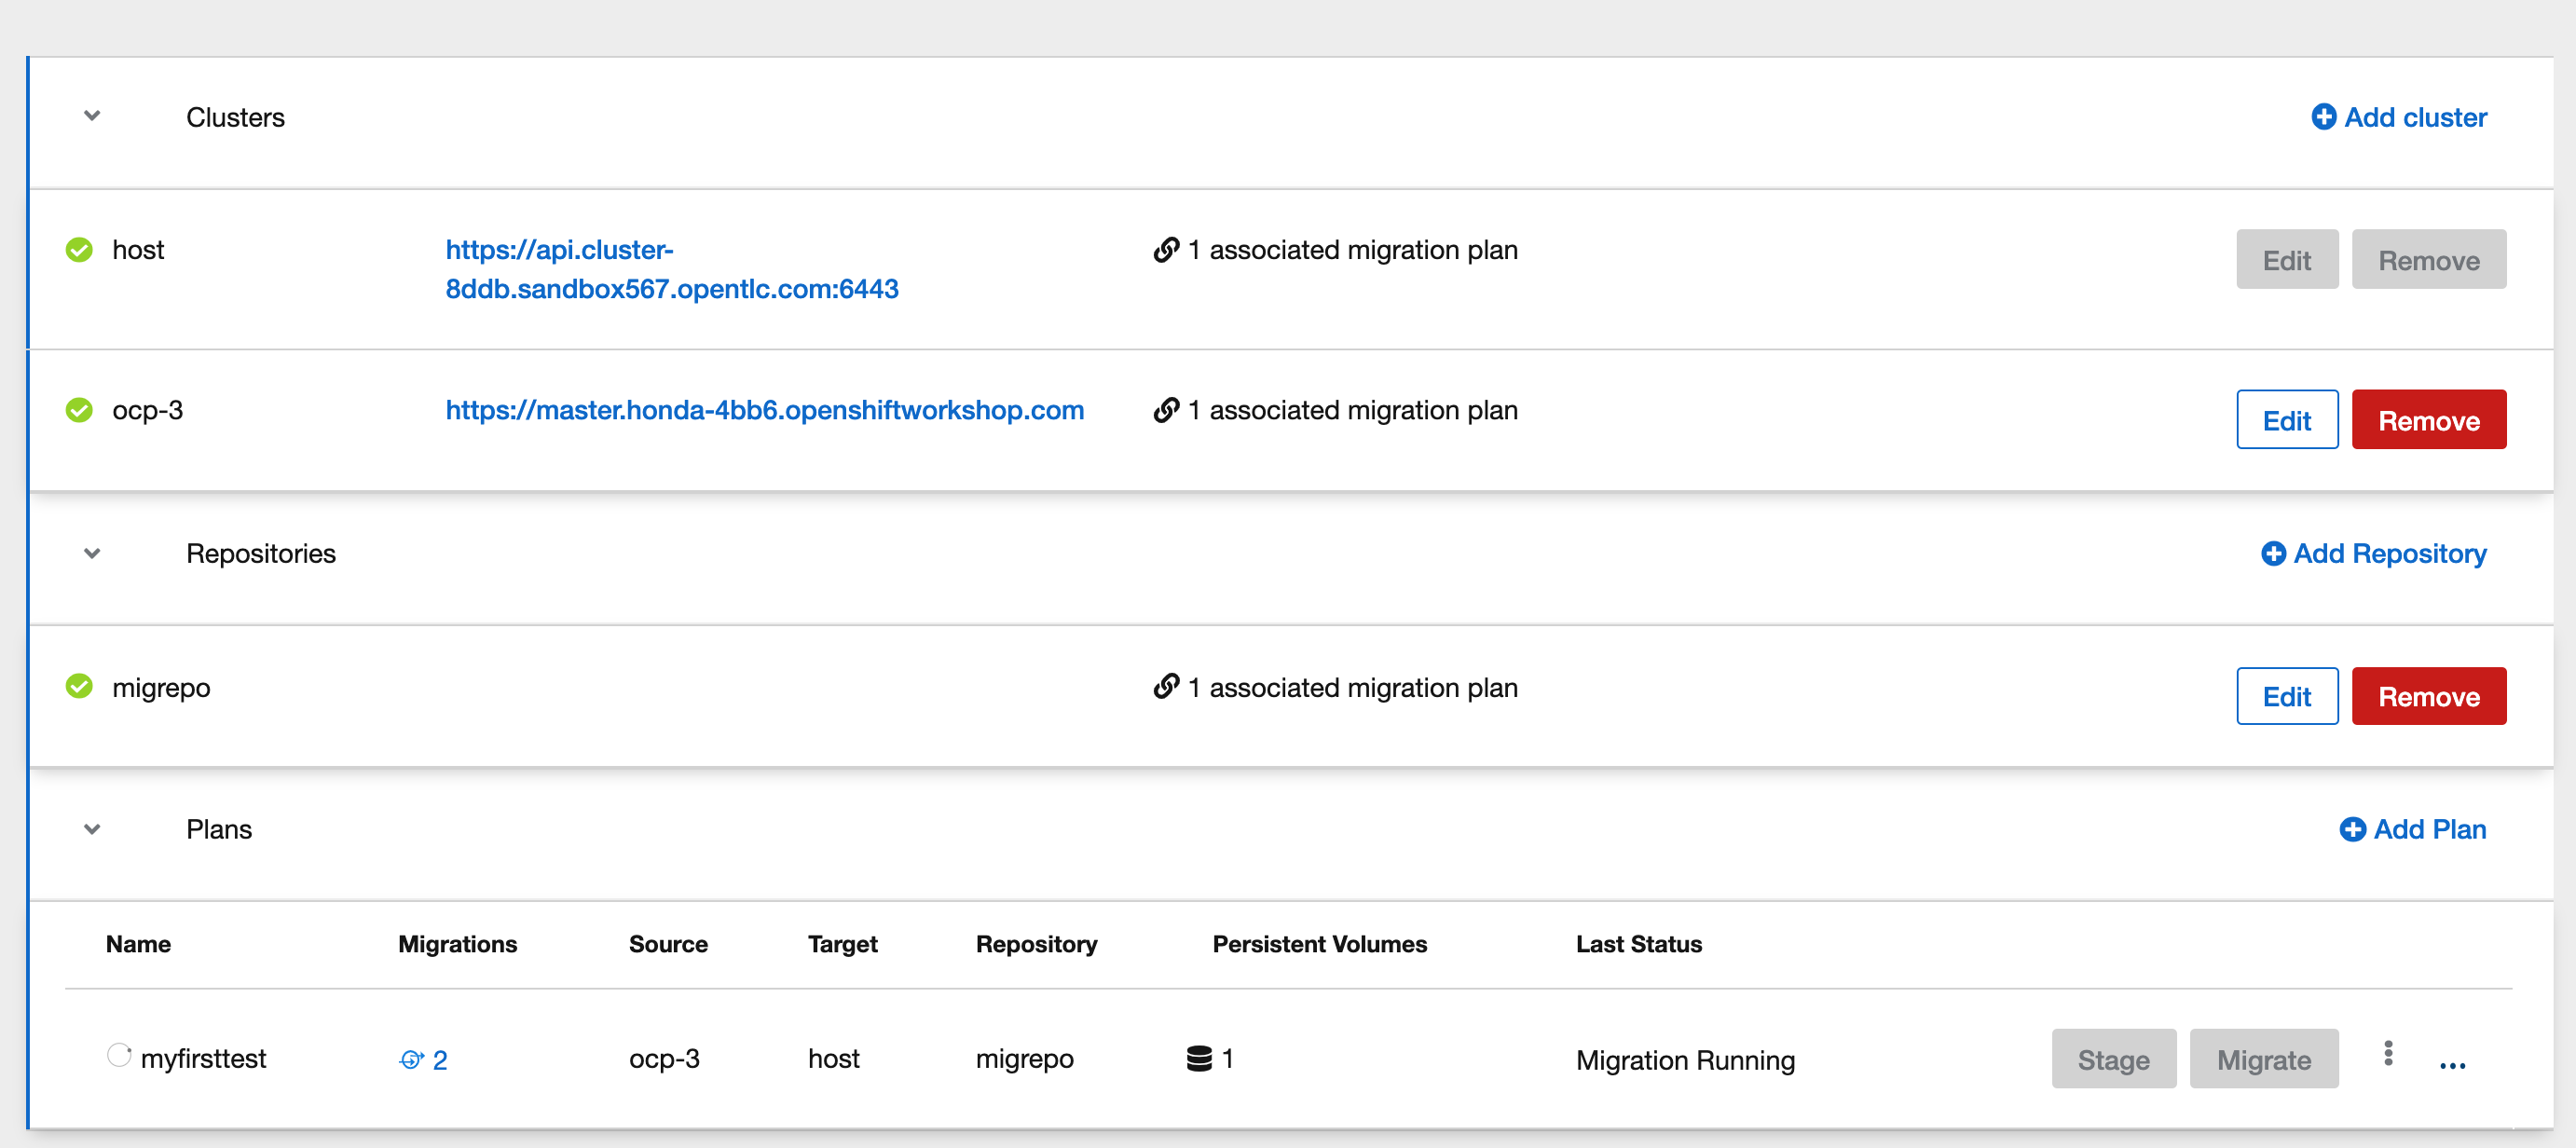 Clusters
Add cluster
host
https://api.cluster-
8ddb.sandbox567.opentlc.com:6443
1 associated migration plan
Edit
Remove
ocp-3
https://master.honda-4bb6.openshiftworkshop.com
1 associated migration plan
Edit
Remove
Repositories
Add Repository
migrepo
1 associated migration plan
Edit
Remove
Plans
Add Plan
Name Migrations Source Target Repository Persistent Volumes Last Status
myfirsttest 2 ocp-3 host migrepo 1 Migration Running Stage Migrate ...